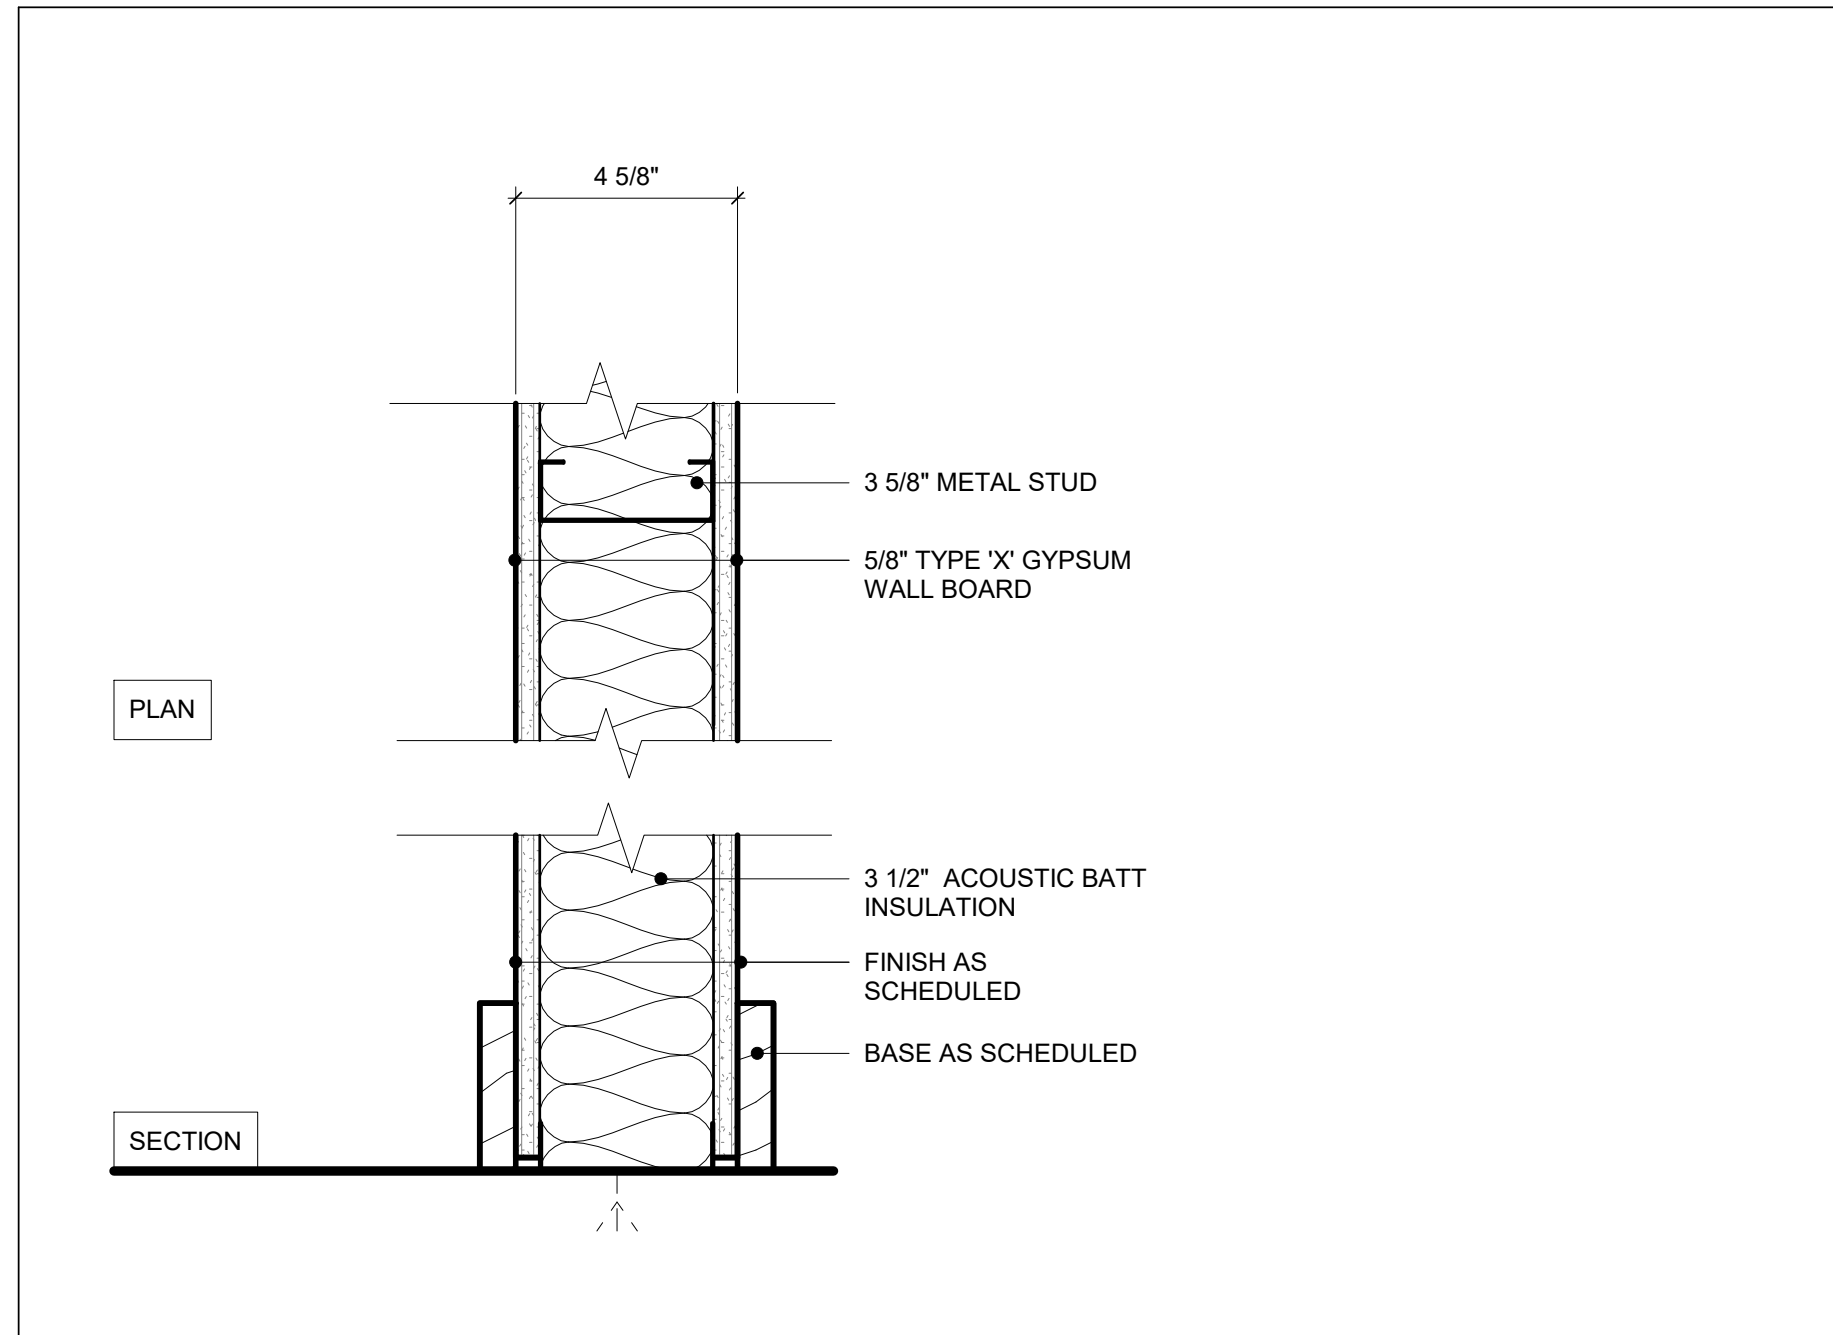 4 5/8"
3 5/8" METAL STUD
5/8" TYPE 'X' GYPSUM
WALL BOARD
PLAN
3 1/2"  ACOUSTIC BATT
INSULATION
FINISH AS
SCHEDULED
BASE AS SCHEDULED
SECTION